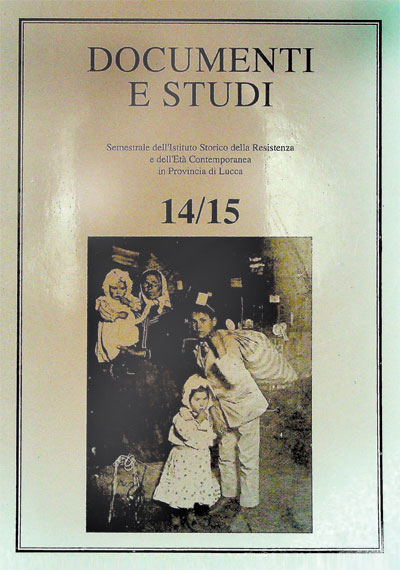 DOCUMENTI
E STUDI
Semestrale dell'Istituto Storico della Resistenza
e dell'Età Contemporanea
in Provincia di Lucca
14/15